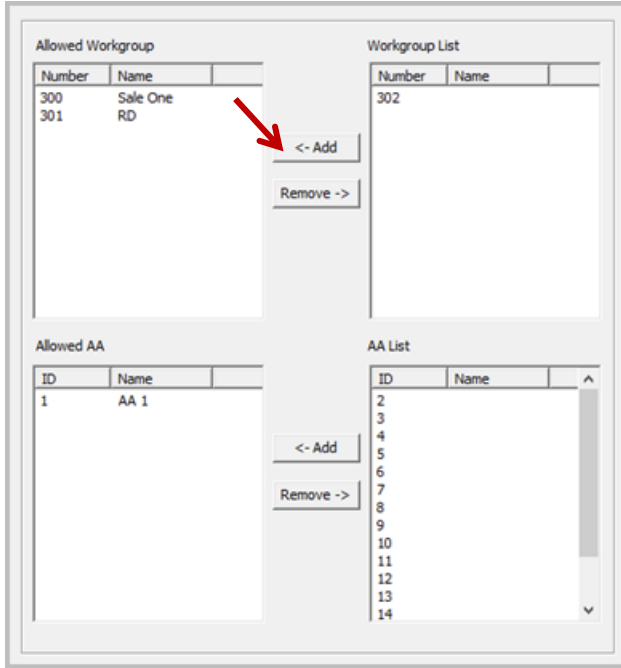 Allowed Workgroup
Number Name
300 Sale One
301 RD
<- Add
Remove ->
Workgroup List
Number Name
302
Allowed AA
ID Name
1 AA 1
<- Add
Remove ->
AA List
ID Name
2
3
4
5
6
7
8
9
10
11
12
13
14